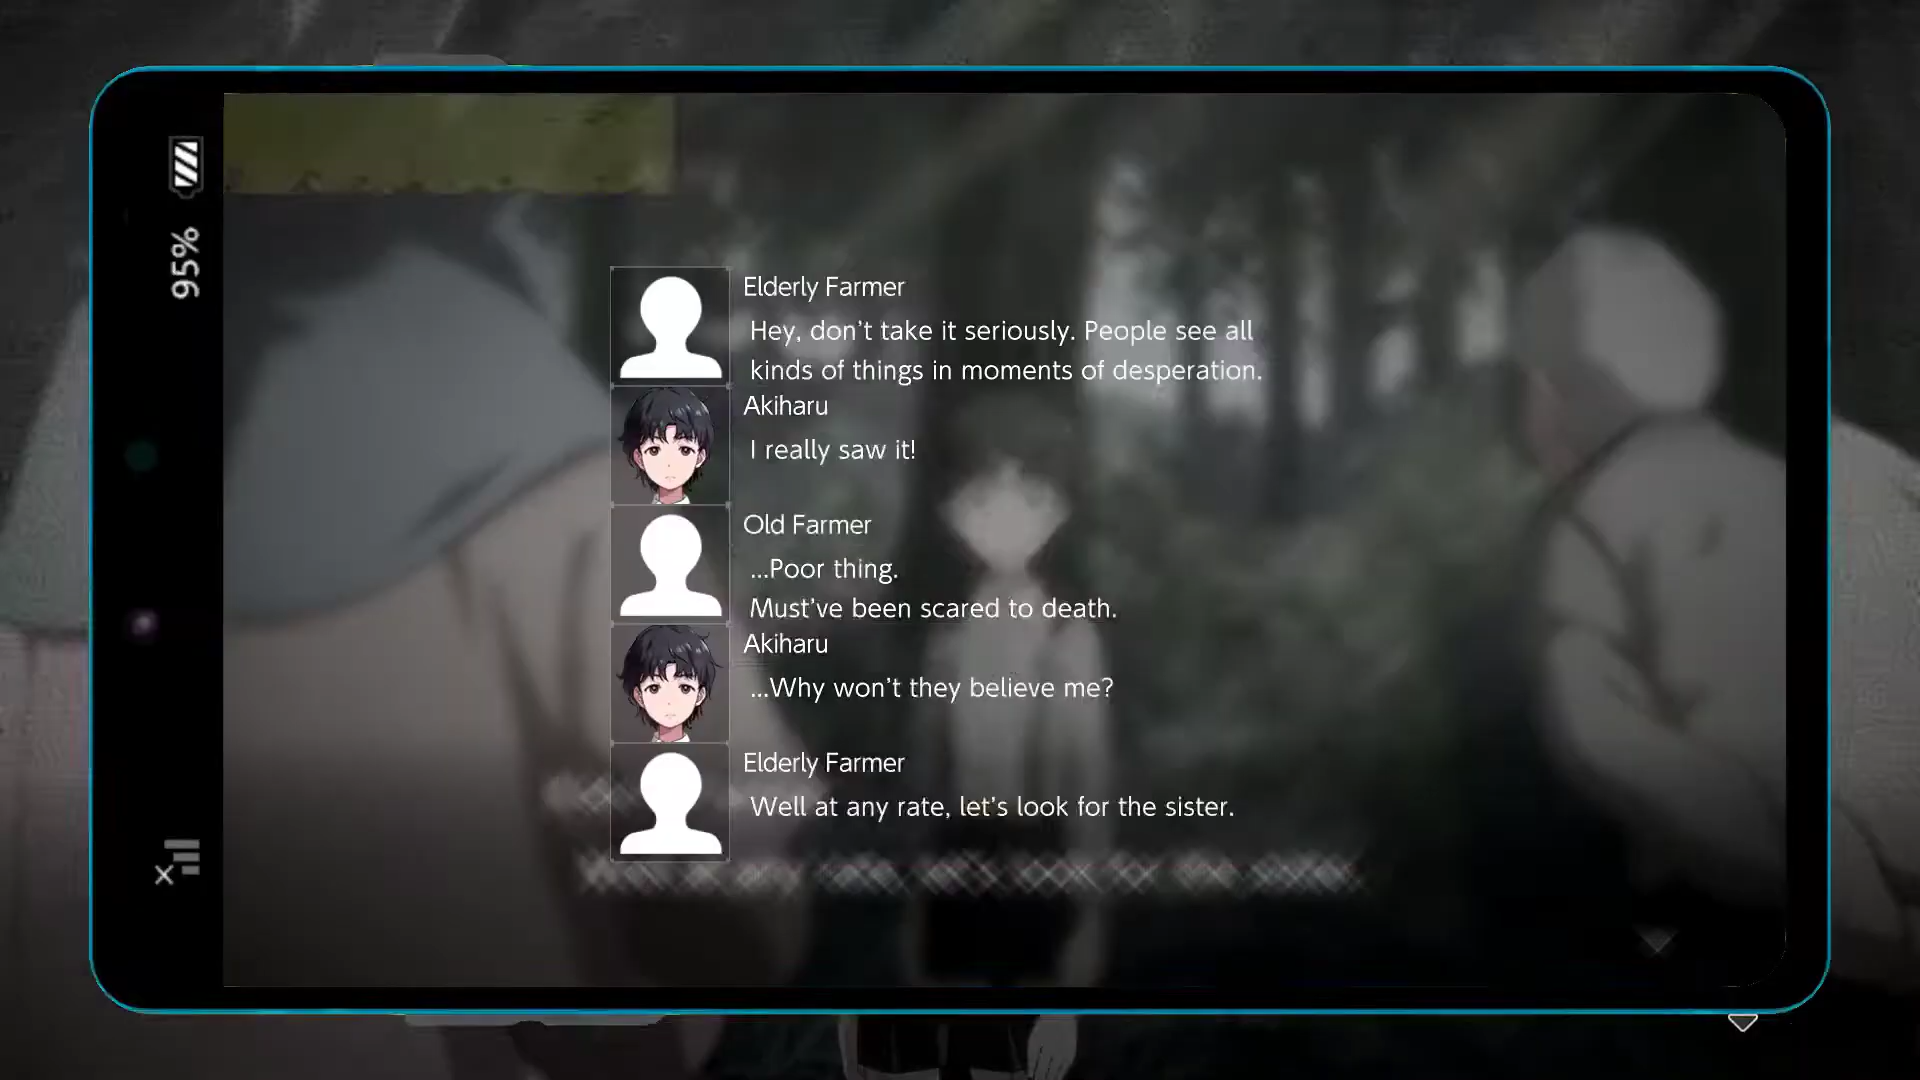 95%
Elderly Farmer
Hey, don't take it seriously. People see all
kinds of things in moments of desperation.
Akiharu
I really saw it!
Old Farmer
...Poor thing.
Must've been scared to death.
Akiharu
...Why won't they believe me?
Elderly Farmer
Well at any rate, let's look for the sister.